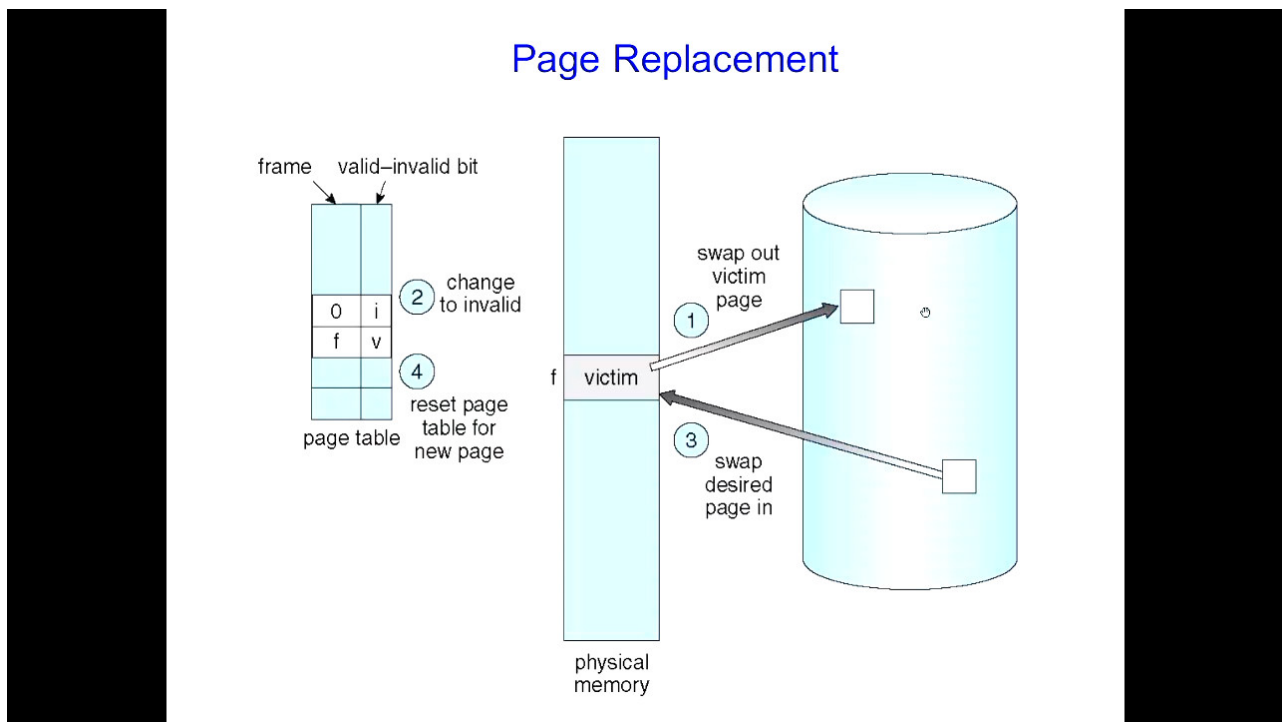 Page Replacement
frame
valid–invalid bit
0
i
f
v
2
change
to invalid
4
reset page
table for
new page
page table
f
victim
physical
memory
1
swap out
victim
page
3
swap
desired
page in